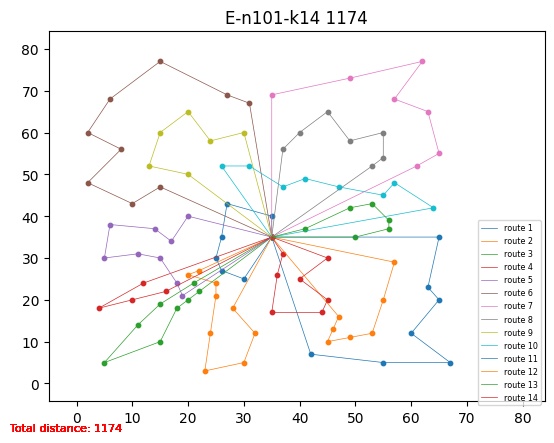 E-n101-k14 1174
80
70
60
50
40
30
20
10
0
0 10 20 30 40 50 60 70 80
route 1
route 2
route 3
route 4
route 5
route 6
route 7
route 8
route 9
route 10
route 11
route 12
route 13
route 14
Total distance: 1174